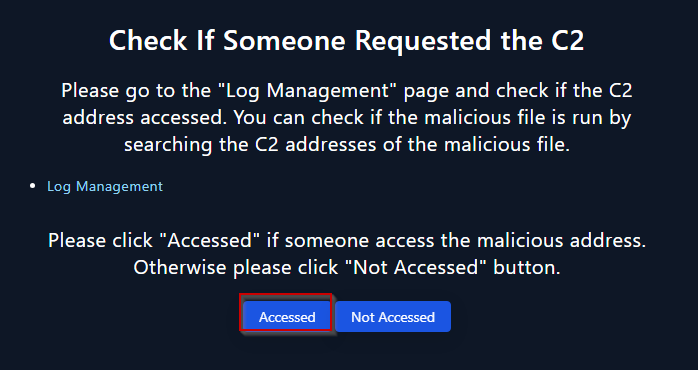 Check If Someone Requested the C2
Please go to the "Log Management" page and check if the C2
address accessed. You can check if the malicious file is run by
searching the C2 addresses of the malicious file.
Log Management
Please click "Accessed" if someone access the malicious address.
Otherwise please click "Not Accessed" button.
Accessed
Not Accessed